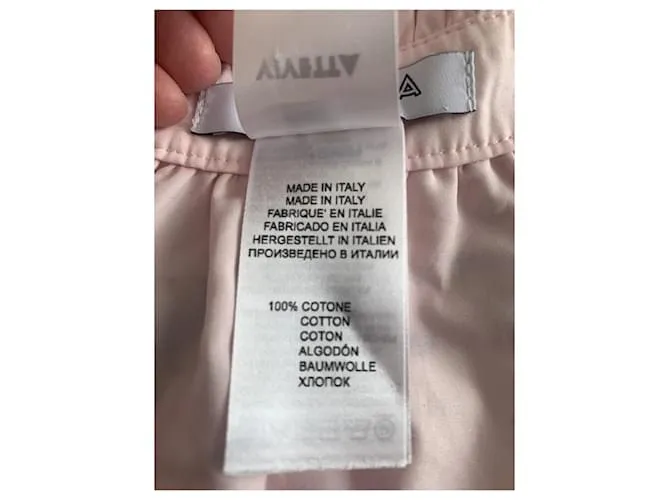 VIVETTA
A
MADE IN ITALY
MADE IN ITALY
FABRIQUE' EN ITALIE
FABRICADO EN ITALIA
HERGESTELLT IN ITALIEN
ПРОИЗВЕДЕНО В ИТАЛИИ
100% COTONE
COTTON
COTON
ALGODÓN
BAUMWOLLE
ХЛОПОК